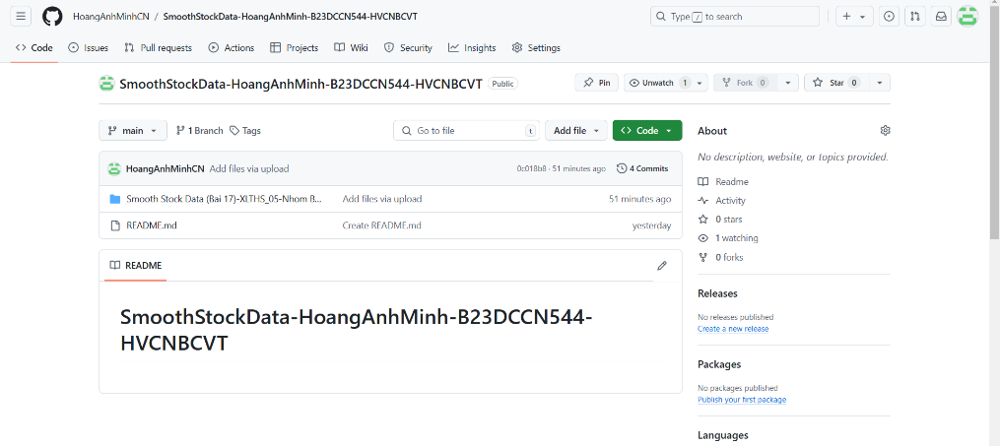 HoangAnhMinhCN / SmoothStockData-HoangAnhMinh-B23DCCN544-HVCNBCVT
Type / to search
Code Issues Pull requests Actions Projects Wiki Security Insights Settings
SmoothStockData-HoangAnhMinh-B23DCCN544-HVCNBCVT Public
Pin Unwatch 1 Fork 0 Star 0
main 1 Branch Tags Go to file t Add file Code
HoangAnhMinhCN Add files via upload 0c018b8 · 51 minutes ago 4 Commits
Smooth Stock Data (Bai 17)-XLTHS_05-Nhom B... Add files via upload 51 minutes ago
README.md Create README.md yesterday
README
SmoothStockData-HoangAnhMinh-B23DCCN544-
HVCNBCVT
About
No description, website, or topics provided.
Readme
Activity
0 stars
1 watching
0 forks
Releases
No releases published
Create a new release
Packages
No packages published
Publish your first package
Languages